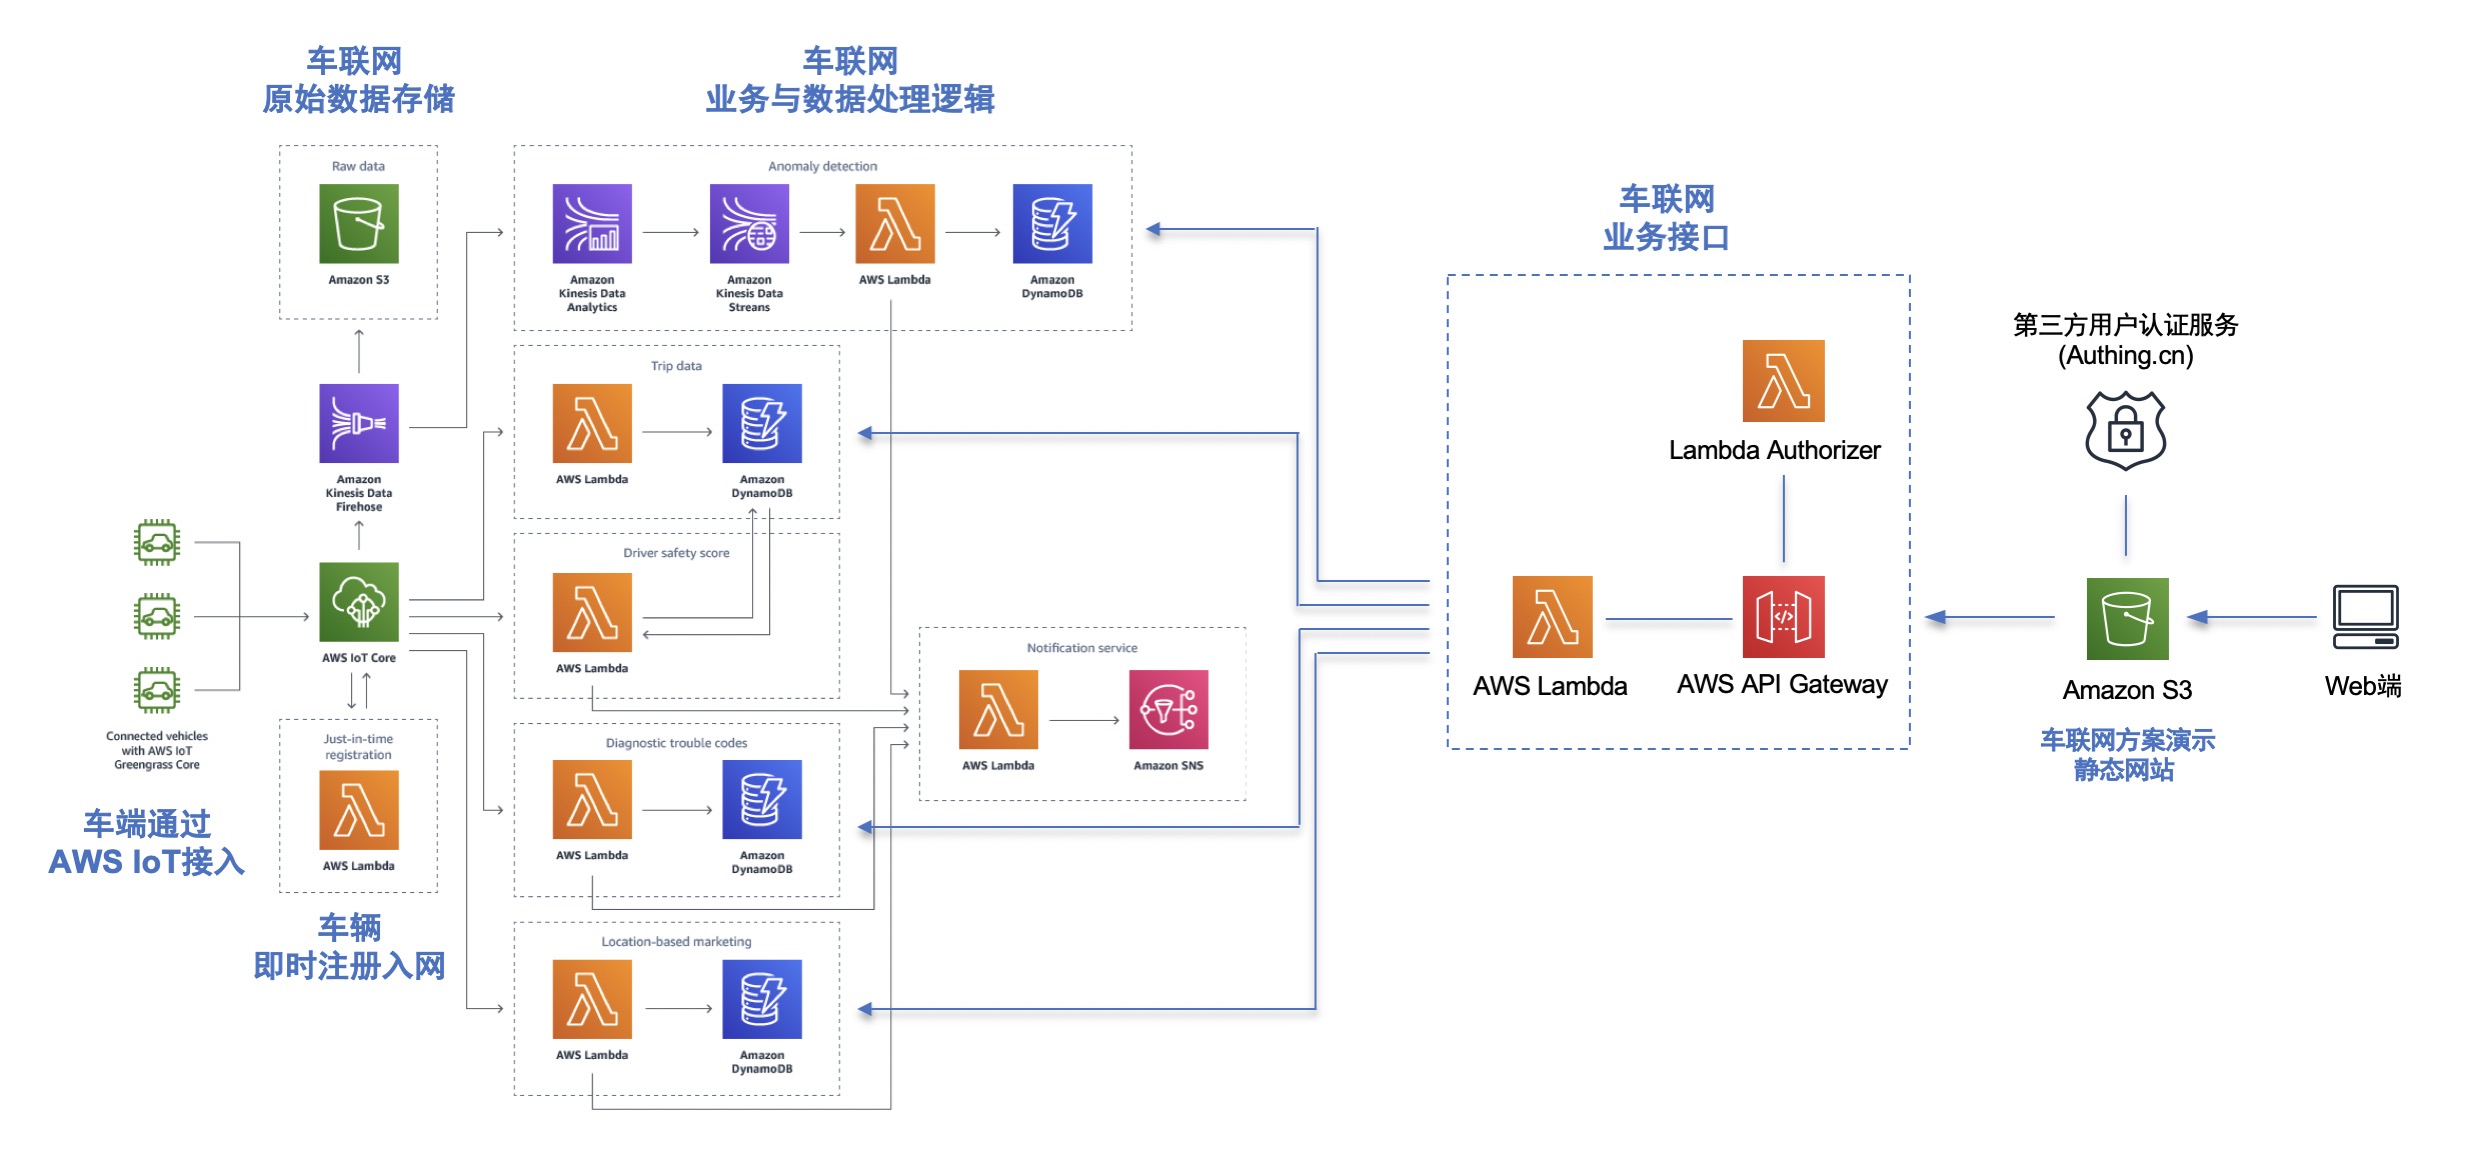 车联网
原始数据存储
车联网
业务与数据处理逻辑
Raw data
Amazon S3
Anomaly detection
Amazon
Kinesis Data
Analytics
Amazon
Kinesis Data
Streans
AWS Lambda
Amazon
DynamoDB
Amazon
Kinesis Data
Firehose
Trip data
AWS Lambda
Amazon
DynamoDB
Driver safety score
AWS Lambda
AWS IoT Core
Connected vehicles
with AWS IoT
Greengrass Core
车端通过
AWS IoT接入
Just-in-time
registration
AWS Lambda
车辆
即时注册入网
Diagnostic trouble codes
AWS Lambda
Amazon
DynamoDB
Location-based marketing
AWS Lambda
Amazon
DynamoDB
Notification service
AWS Lambda
Amazon SNS
车联网
业务接口
Lambda Authorizer
AWS Lambda
AWS API Gateway
第三方用户认证服务
(Authing.cn)
Amazon S3
车联网方案演示
静态网站
Web端